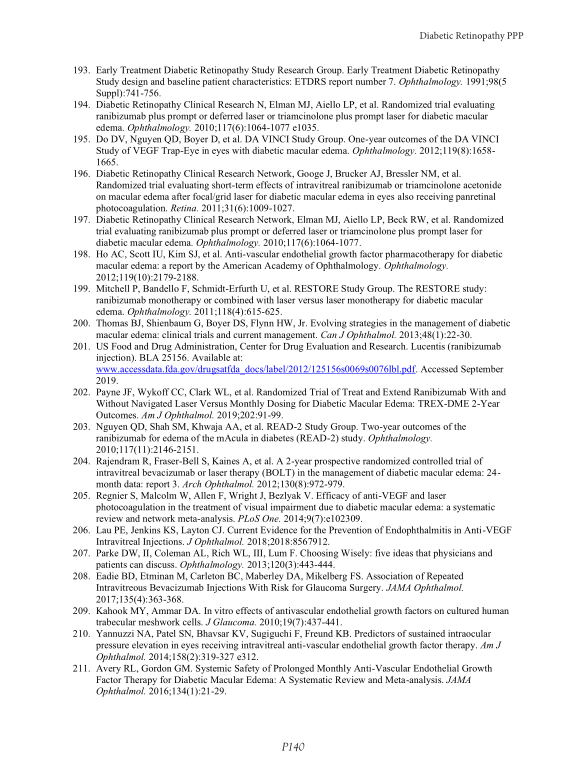 Diabetic Retinopathy PPP
193. Early Treatment Diabetic Retinopathy Study Research Group. Early Treatment Diabetic Retinopathy
Study design and baseline patient characteristics: ETDRS report number 7. Ophthalmology. 1991;98(5
Suppl):741-756.
194. Diabetic Retinopathy Clinical Research N, Elman MJ, Aiello LP, et al. Randomized trial evaluating
ranibizumab plus prompt or deferred laser or triamcinolone plus prompt laser for diabetic macular
edema. Ophthalmology. 2010;117(6):1064-1077 e1035.
195. Do DV, Nguyen QD, Boyer D, et al. DA VINCI Study Group. One-year outcomes of the DA VINCI
Study of VEGF Trap-Eye in eyes with diabetic macular edema. Ophthalmology. 2012;119(8):1658-
1665.
196. Diabetic Retinopathy Clinical Research Network, Googe J, Brucker AJ, Bressler NM, et al.
Randomized trial evaluating short-term effects of intravitreal ranibizumab or triamcinolone acetonide
on macular edema after focal/grid laser for diabetic macular edema in eyes also receiving panretinal
photocoagulation. Retina. 2011;31(6):1009-1027.
197. Diabetic Retinopathy Clinical Research Network, Elman MJ, Aiello LP, Beck RW, et al. Randomized
trial evaluating ranibizumab plus prompt or deferred laser or triamcinolone plus prompt laser for
diabetic macular edema. Ophthalmology. 2010;117(6):1064-1077.
198. Ho AC, Scott IU, Kim SJ, et al. Anti-vascular endothelial growth factor pharmacotherapy for diabetic
macular edema: a report by the American Academy of Ophthalmology. Ophthalmology.
2012;119(10):2179-2188.
199. Mitchell P, Bandello F, Schmidt-Erfurth U, et al. RESTORE Study Group. The RESTORE study:
ranibizumab monotherapy or combined with laser versus laser monotherapy for diabetic macular
edema. Ophthalmology. 2011;118(4):615-625.
200. Thomas BJ, Shienbaum G, Boyer DS, Flynn HW, Jr. Evolving strategies in the management of diabetic
macular edema: clinical trials and current management. Can J Ophthalmol. 2013;48(1):22-30.
201. US Food and Drug Administration, Center for Drug Evaluation and Research. Lucentis (ranibizumab
injection). BLA 25156. Available at:
www.accessdata.fda.gov/drugsatfda_docs/label/2012/125156s0069s0076lbl.pdf. Accessed September
2019.
202. Payne JF, Wykoff CC, Clark WL, et al. Randomized Trial of Treat and Extend Ranibizumab With and
Without Navigated Laser Versus Monthly Dosing for Diabetic Macular Edema: TREX-DME 2-Year
Outcomes. Am J Ophthalmol. 2019;202:91-99.
203. Nguyen QD, Shah SM, Khwaja AA, et al. READ-2 Study Group. Two-year outcomes of the
ranibizumab for edema of the mAcula in diabetes (READ-2) study. Ophthalmology.
2010;117(11):2146-2151.
204. Rajendram R, Fraser-Bell S, Kaines A, et al. A 2-year prospective randomized controlled trial of
intravitreal bevacizumab or laser therapy (BOLT) in the management of diabetic macular edema: 24-
month data: report 3. Arch Ophthalmol. 2012;130(8):972-979.
205. Regnier S, Malcolm W, Allen F, Wright J, Bezlyak V. Efficacy of anti-VEGF and laser
photocoagulation in the treatment of visual impairment due to diabetic macular edema: a systematic
review and network meta-analysis. PLoS One. 2014;9(7):e102309.
206. Lau PE, Jenkins KS, Layton CJ. Current Evidence for the Prevention of Endophthalmitis in Anti-VEGF
Intravitreal Injections. J Ophthalmol. 2018;2018:8567912.
207. Parke DW, II, Coleman AL, Rich WL, III, Lum F. Choosing Wisely: five ideas that physicians and
patients can discuss. Ophthalmology. 2013;120(3):443-444.
208. Eadie BD, Etminan M, Carleton BC, Maberley DA, Mikelberg FS. Association of Repeated
Intravitreous Bevacizumab Injections With Risk for Glaucoma Surgery. JAMA Ophthalmol.
2017;135(4):363-368.
209. Kahook MY, Ammar DA. In vitro effects of antivascular endothelial growth factors on cultured human
trabecular meshwork cells. J Glaucoma. 2010;19(7):437-441.
210. Yannuzzi NA, Patel SN, Bhavsar KV, Sugiguchi F, Freund KB. Predictors of sustained intraocular
pressure elevation in eyes receiving intravitreal anti-vascular endothelial growth factor therapy. Am J
Ophthalmol. 2014;158(2):319-327 e312.
211. Avery RL, Gordon GM. Systemic Safety of Prolonged Monthly Anti-Vascular Endothelial Growth
Factor Therapy for Diabetic Macular Edema: A Systematic Review and Meta-analysis. JAMA
Ophthalmol. 2016;134(1):21-29.
P140